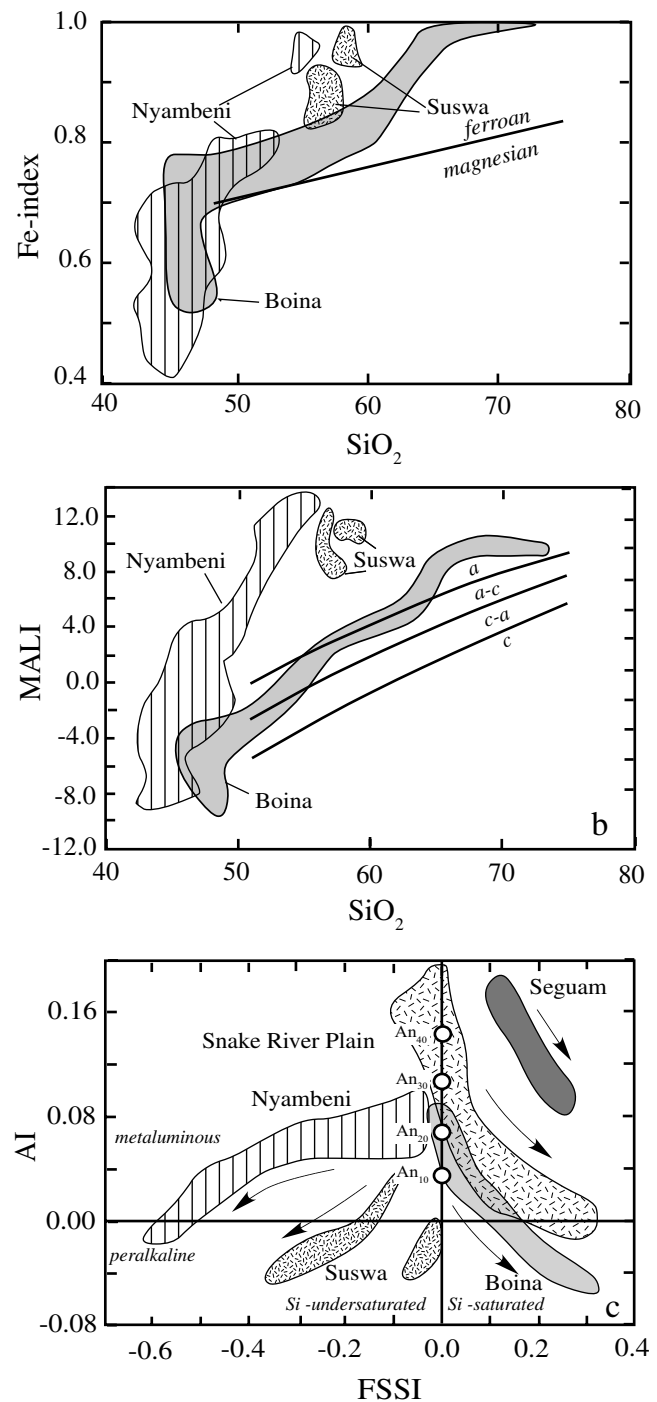 1.0
0.8
0.6
0.4
Fe-index
Nyambeni
Suswa
ferroan
magnesian
Boina
40
50
60
70
80
SiO₂
12.0
8.0
4.0
0.0
-4.0
-8.0
-12.0
MALI
Nyambeni
Suswa
a
a-c
c-a
c
Boina
b
40
50
60
70
80
SiO₂
0.16
0.08
0.00
-0.08
AI
Seguam
Snake River Plain
An₄₀
An₃₀
Nyambeni
metaluminous
An₂₀
An₁₀
peralkaline
Suswa
Boina
Si -undersaturated
Si -saturated
c
-0.6
-0.4
-0.2
0.0
0.2
0.4
FSSI